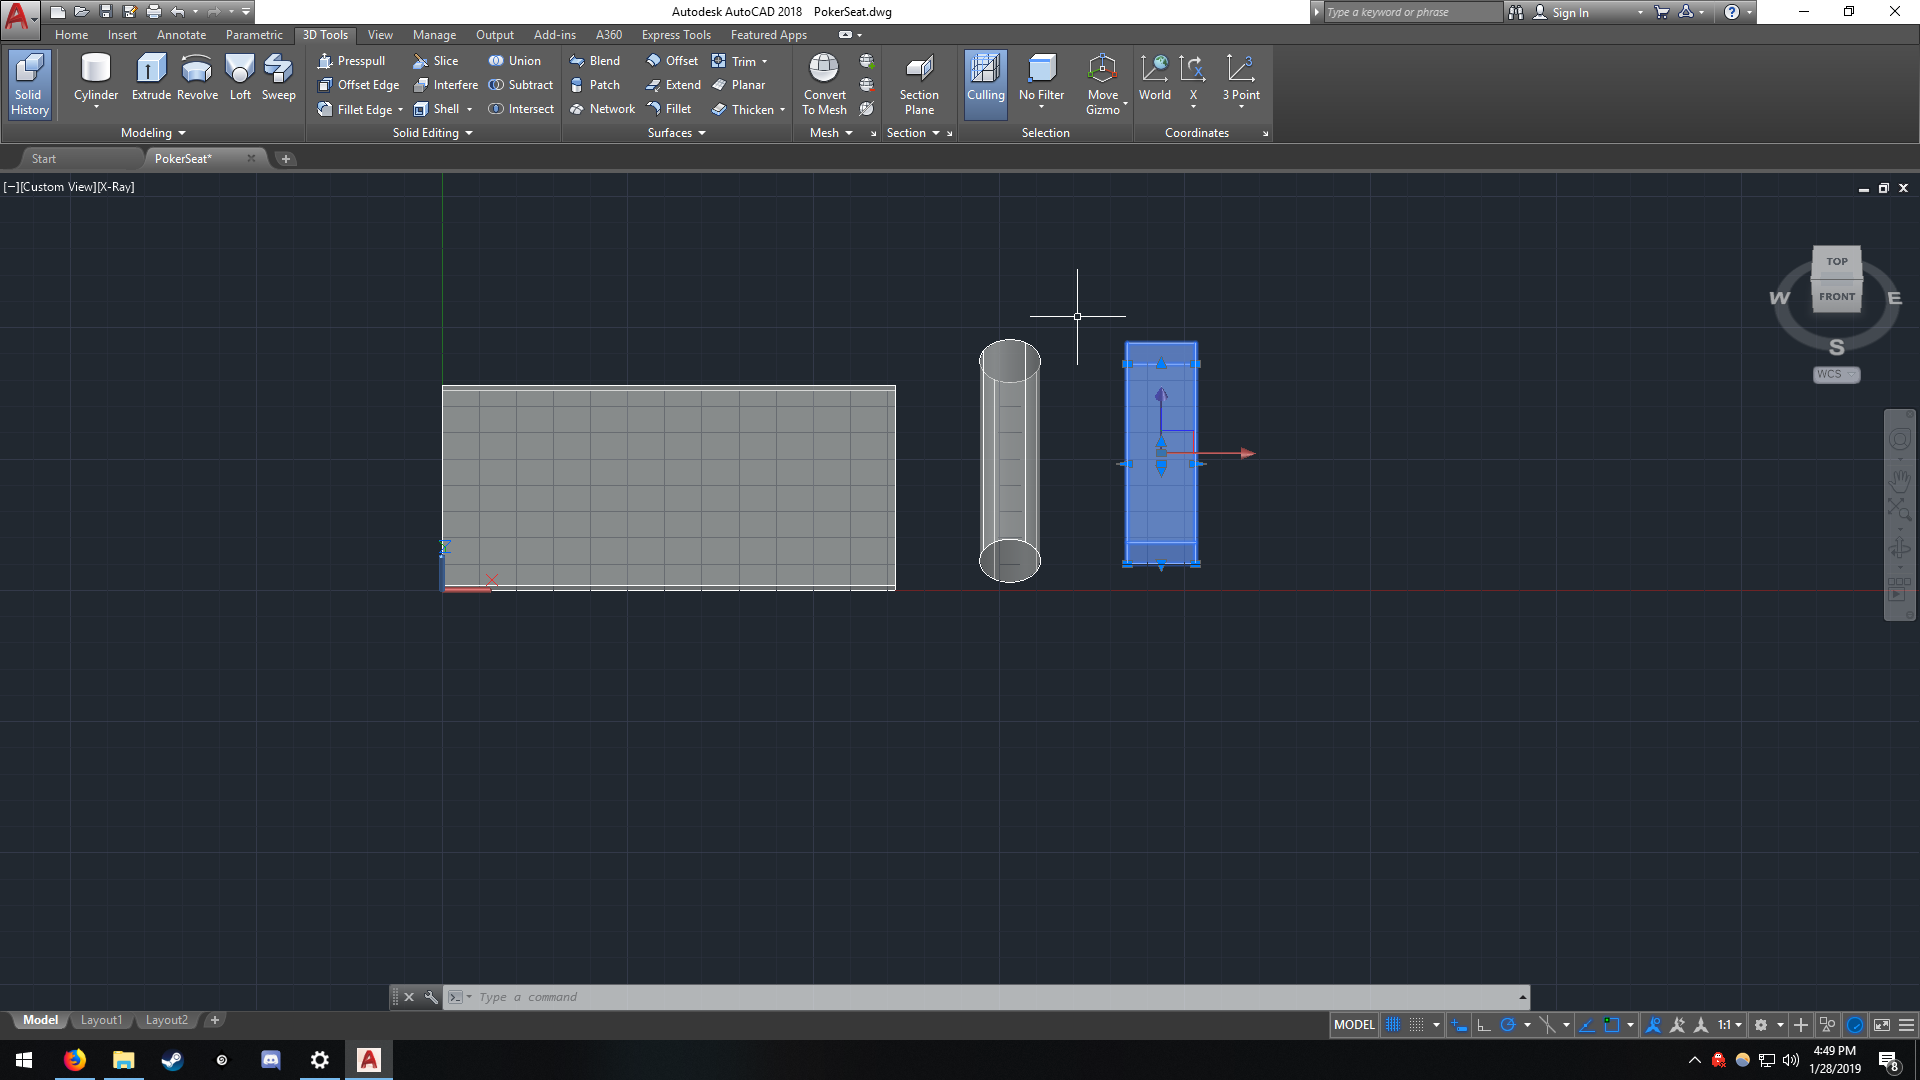 Autodesk AutoCAD 2018 PokerSeat.dwg
Type a keyword or phrase
Sign In
Home Insert Annotate Parametric 3D Tools View Manage Output Add-ins A360 Express Tools Featured Apps
Solid History
Cylinder
Extrude
Revolve
Loft
Sweep
Modeling
Presspull
Offset Edge
Fillet Edge
Slice
Interfere
Shell
Union
Subtract
Intersect
Solid Editing
Blend
Patch
Network
Offset
Extend
Fillet
Trim
Planar
Thicken
Surfaces
Convert To Mesh
Mesh
Section Plane
Section
Culling
No Filter
Move Gizmo
Selection
World
X
3 Point
Coordinates
Start
PokerSeat*
[−][Custom View][X-Ray]
TOP
FRONT
W
E
S
WCS
Z
X
Type a command
Model Layout1 Layout2
MODEL
1:1
4:49 PM
1/28/2019
8